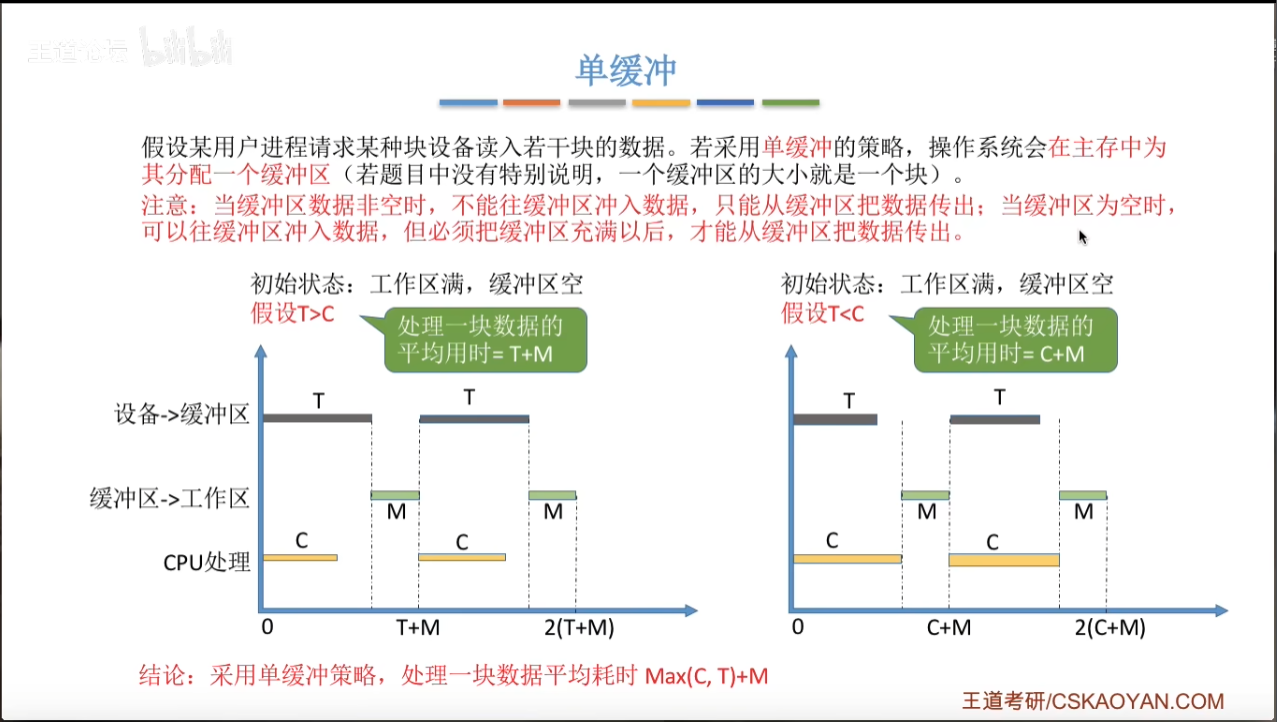 王道论坛 bilibili
单缓冲
假设某用户进程请求某种块设备读入若干块的数据。若采用单缓冲的策略，操作系统会在主存中为
其分配一个缓冲区（若题目中没有特别说明，一个缓冲区的大小就是一个块）。
注意：当缓冲区数据非空时，不能往缓冲区冲入数据，只能从缓冲区把数据传出；当缓冲区为空时，
可以往缓冲区冲入数据，但必须把缓冲区充满以后，才能从缓冲区把数据传出。
初始状态：工作区满，缓冲区空
假设T>C
处理一块数据的
平均用时= T+M
T
T
设备->缓冲区
缓冲区->工作区
M
M
C
C
CPU处理
0
T+M
2(T+M)
初始状态：工作区满，缓冲区空
假设T<C
处理一块数据的
平均用时= C+M
T
T
M
M
C
C
0
C+M
2(C+M)
结论：采用单缓冲策略，处理一块数据平均耗时 Max(C, T)+M
王道考研/CSKAOYAN.COM